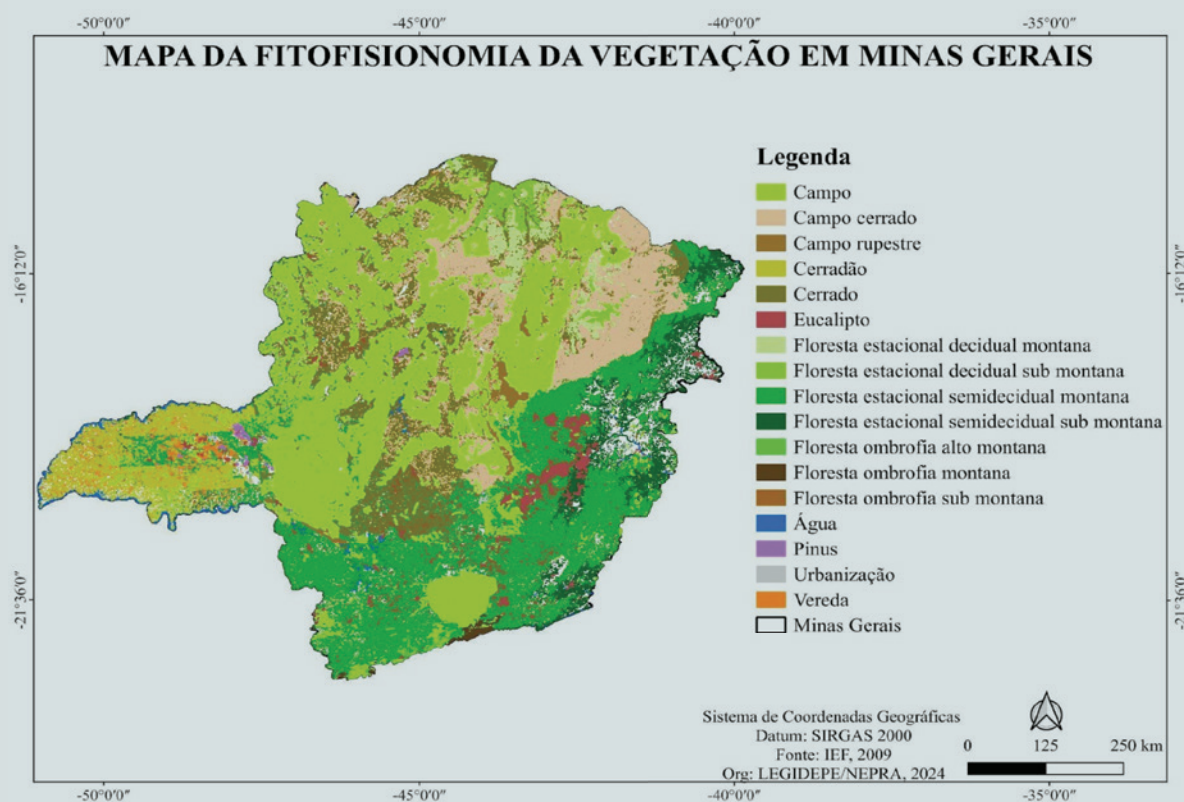 -50°0'0" -45°0'0" -40°0'0" -35°0'0"
MAPA DA FITOFISIONOMIA DA VEGETAÇÃO EM MINAS GERAIS
Legenda
Campo
Campo cerrado
Campo rupestre
Cerradão
Cerrado
Eucalipto
Floresta estacional decidual montana
Floresta estacional decidual sub montana
Floresta estacional semidecidual montana
Floresta estacional semidecidual sub montana
Floresta ombrofia alto montana
Floresta ombrofia montana
Floresta ombrofia sub montana
Água
Pinus
Urbanização
Vereda
Minas Gerais
-16°12'0" -16°12'0"
-21°36'0" -21°36'0"
Sistema de Coordenadas Geográficas
Datum: SIRGAS 2000
Fonte: IEF, 2009
Org: LEGIDEPE/NEPRA, 2024
0 125 250 km
-50°0'0" -45°0'0" -40°0'0" -35°0'0"